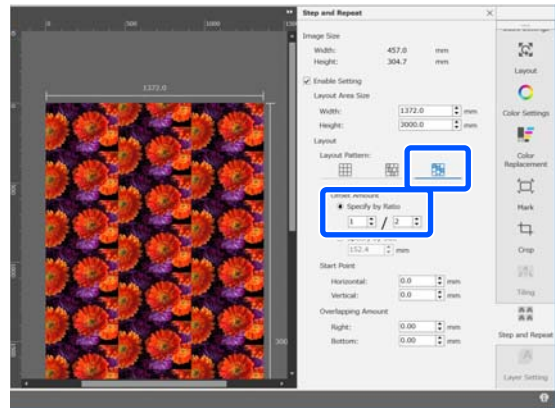 Step and Repeat
Image Size
Width: 457.0 mm
Height: 304.7 mm
Enable Setting
Layout Area Size
Width: 1372.0 mm
Height: 3000.0 mm
Layout
Layout Pattern:
Specify by Ratio
1 / 2
152.4 mm
Start Point
Horizontal: 0.0 mm
Vertical: 0.0 mm
Overlapping Amount
Right: 0.00 mm
Bottom: 0.00 mm
Layout
Color Settings
Color
Replacement
Mark
Crop
Tiling
Step and Repeat
Layer Setting
0
500
1000
1372.0